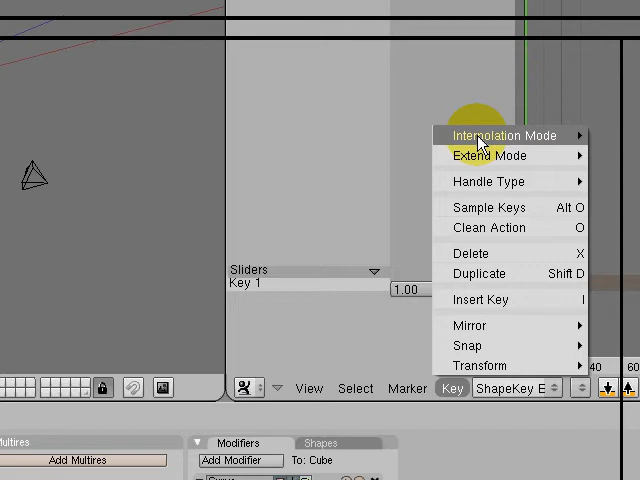 Interpolation Mode
Extend Mode
Handle Type
Sample Keys Alt O
Clean Action O
Delete X
Duplicate Shift D
Insert Key I
Mirror
Snap
Transform
Sliders
Key 1
1.00
40 60
View Select Marker Key ShapeKey E
Multires
Add Multires
Modifiers Shapes
Add Modifier To: Cube